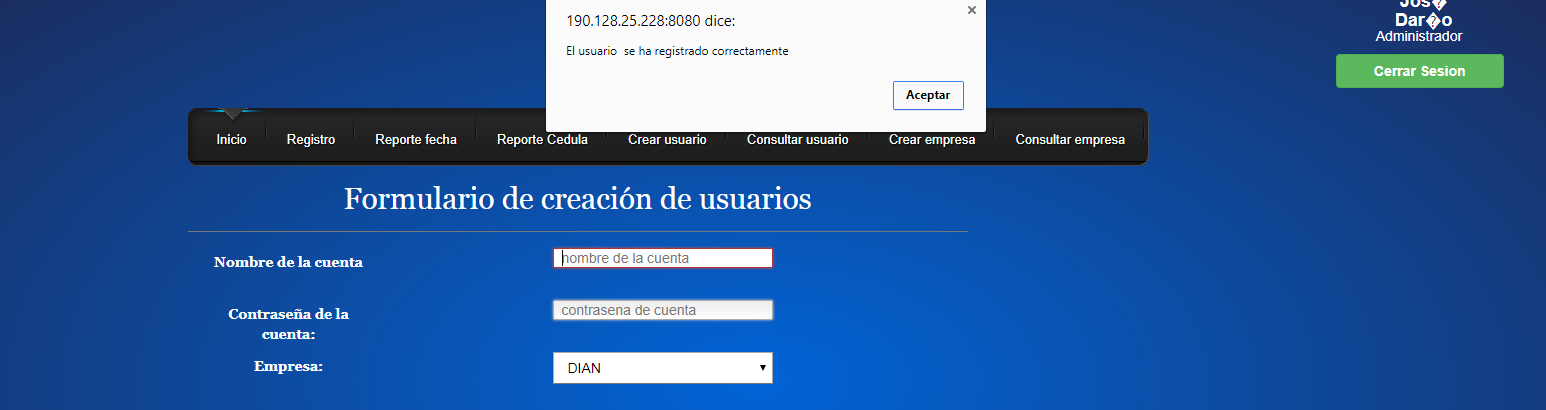 190.128.25.228:8080 dice:
El usuario  se ha registrado correctamente
Aceptar
Jos�
Dar�o
Administrador
Cerrar Sesion
Inicio
Registro
Reporte fecha
Reporte Cedula
Crear usuario
Consultar usuario
Crear empresa
Consultar empresa
Formulario de creación de usuarios
Nombre de la cuenta
nombre de la cuenta
Contraseña de la
cuenta:
contrasena de cuenta
Empresa:
DIAN